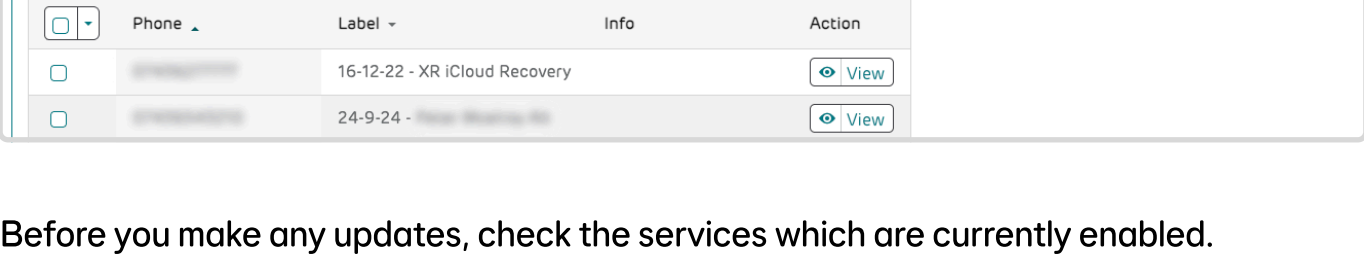 Phone Label Info Action
16-12-22 - XR iCloud Recovery View
24-9-24 - View
Before you make any updates, check the services which are currently enabled.